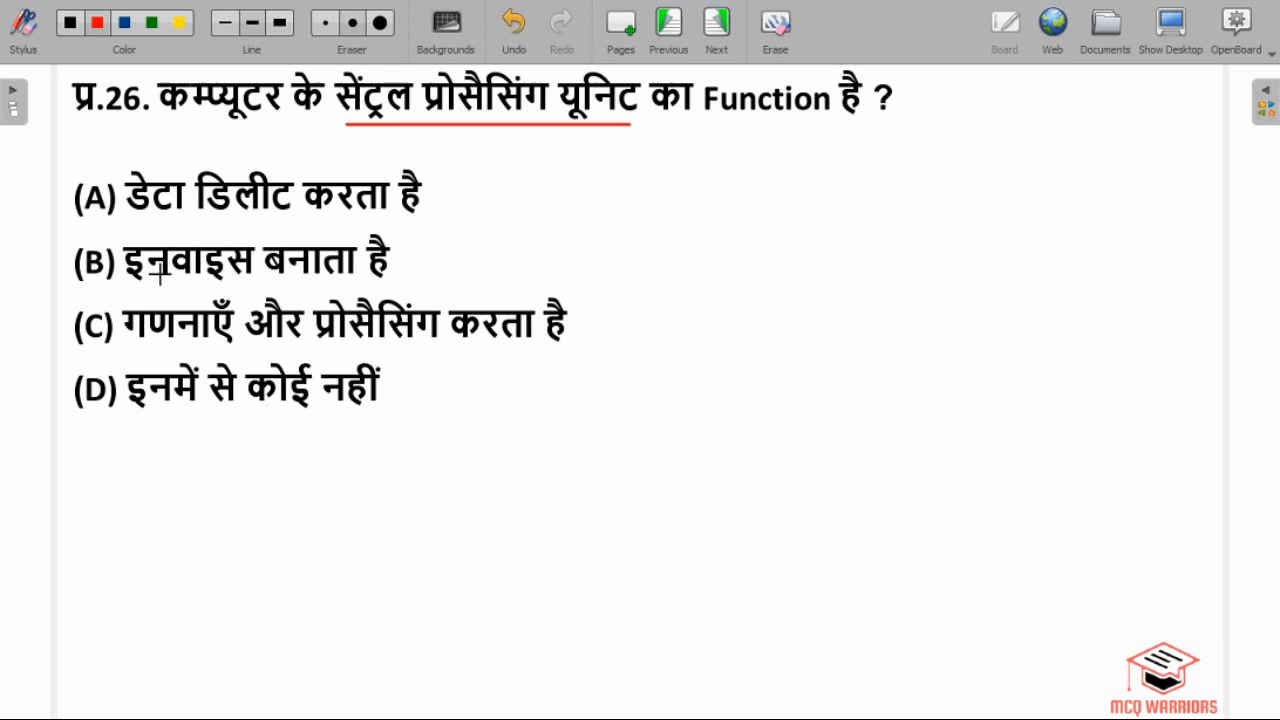 Stylus Color Line Eraser Backgrounds Undo Redo Pages Previous Next Erase Board Web Documents Show Desktop OpenBoard
प्र.26. कम्प्यूटर के सेंट्रल प्रोसैसिंग यूनिट का Function है ?
(A) डेटा डिलीट करता है
(B) इनवाइस बनाता है
(C) गणनाएँ और प्रोसैसिंग करता है
(D) इनमें से कोई नहीं
MCQ WARRIORS